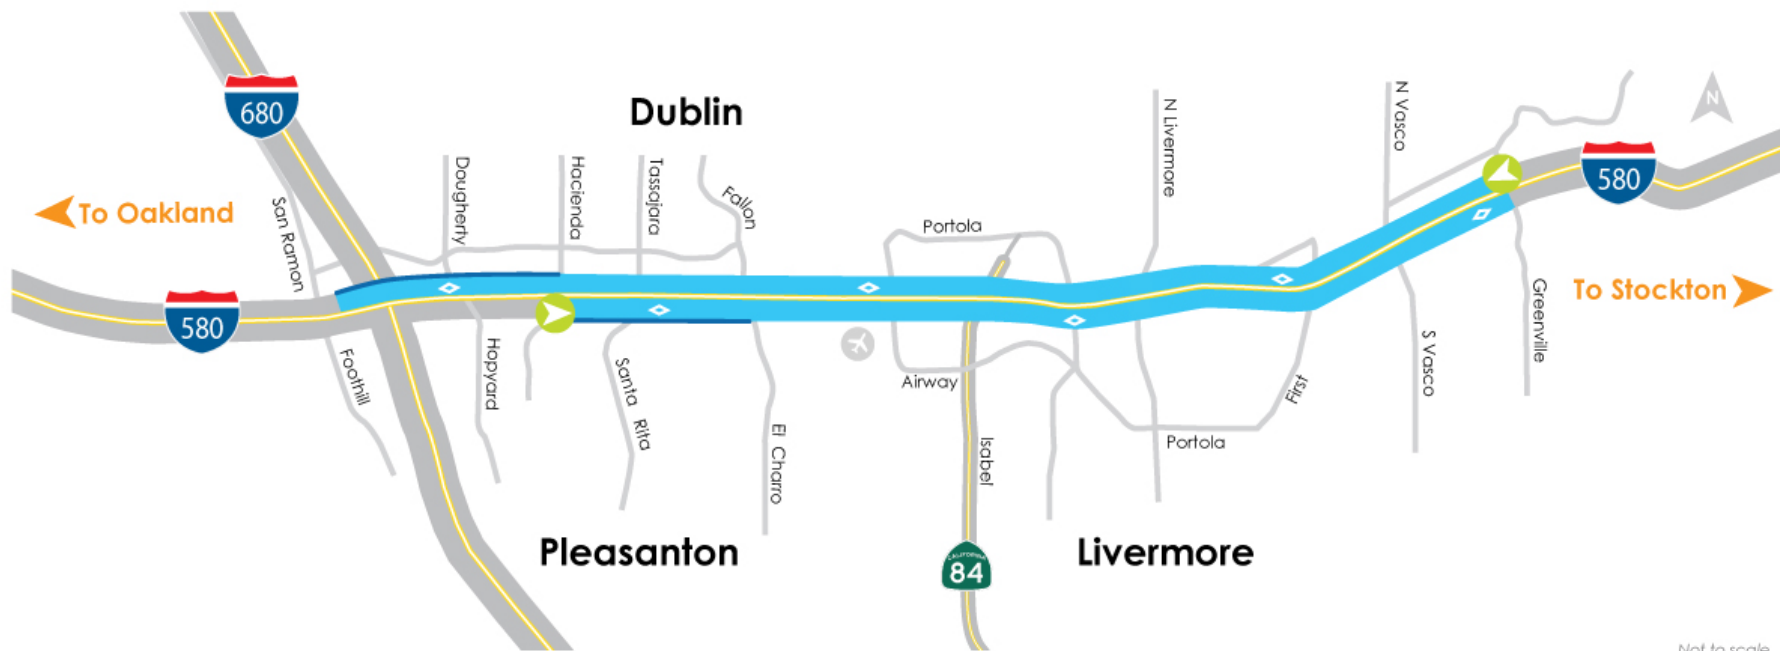 680
Dublin
N
N Vasco
N Livermore
Dougherty
Hacienda
Tassajara
Fallon
580
To Oakland
San Ramon
Portola
To Stockton
580
Foothill
Hopyard
Santa Rita
Airway
First
S Vasco
Greenville
El Charro
Isabel
Portola
Pleasanton
Livermore
CALIFORNIA
84
Not to scale